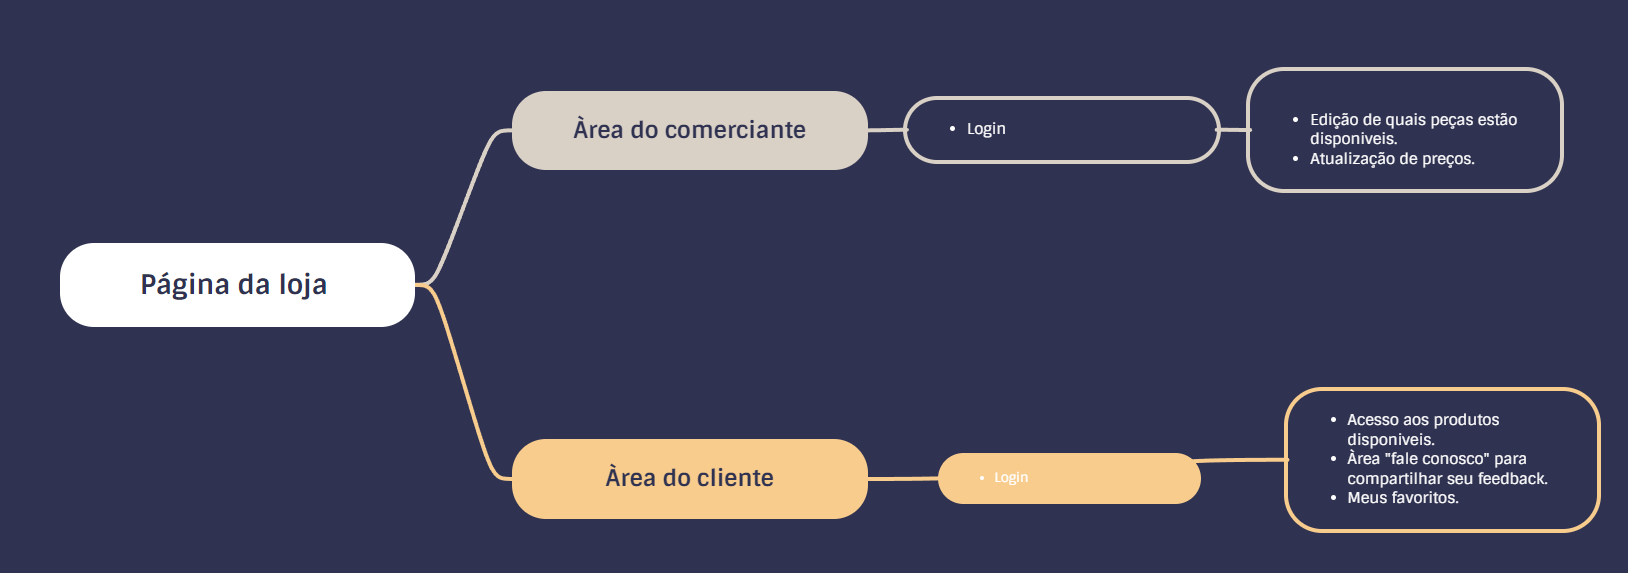 Página da loja
Àrea do comerciante
• Login
• Edição de quais peças estão
disponiveis.
• Atualização de preços.
Àrea do cliente
• Login
• Acesso aos produtos
disponiveis.
• Àrea "fale conosco" para
compartilhar seu feedback.
• Meus favoritos.